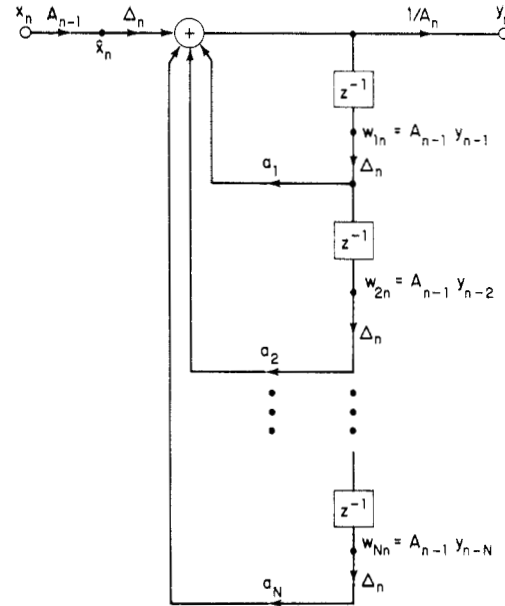 x_n A_{n-1} Δ_n 1/A_n y_n
x̂_n
+
z^{-1}
w_{1n} = A_{n-1} y_{n-1}
Δ_n
a_1
z^{-1}
w_{2n} = A_{n-1} y_{n-2}
Δ_n
a_2
z^{-1}
w_{Nn} = A_{n-1} y_{n-N}
Δ_n
a_N